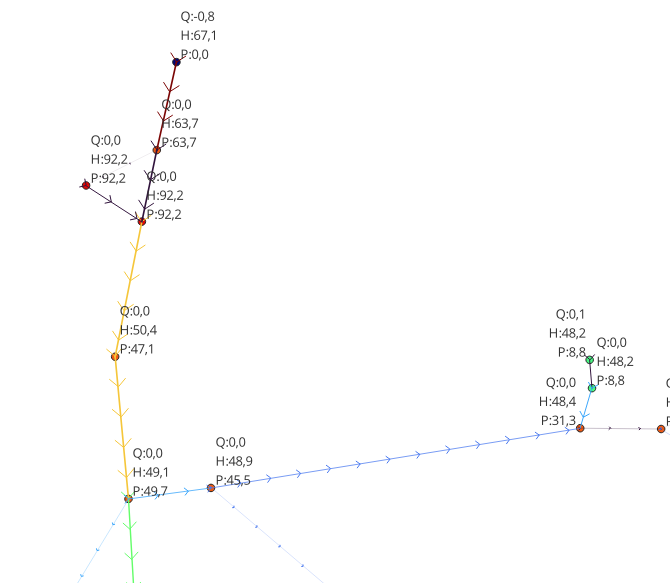 Q:-0,8
H:67,1
P:0,0
Q:0,0
H:63,7
P:63,7
Q:0,0
H:92,2.
P:92,2
Q:0,0
H:92,2
P:92,2
Q:0,0
H:50,4
P:47,1
Q:0,1
H:48,2
P:8,8
Q:0,0
H:48,2
P:8,8
Q:0,0
H:48,4
P:31,3
Q:0,0
H:48,9
P:45,5
Q:0,0
H:49,1
P:49,7